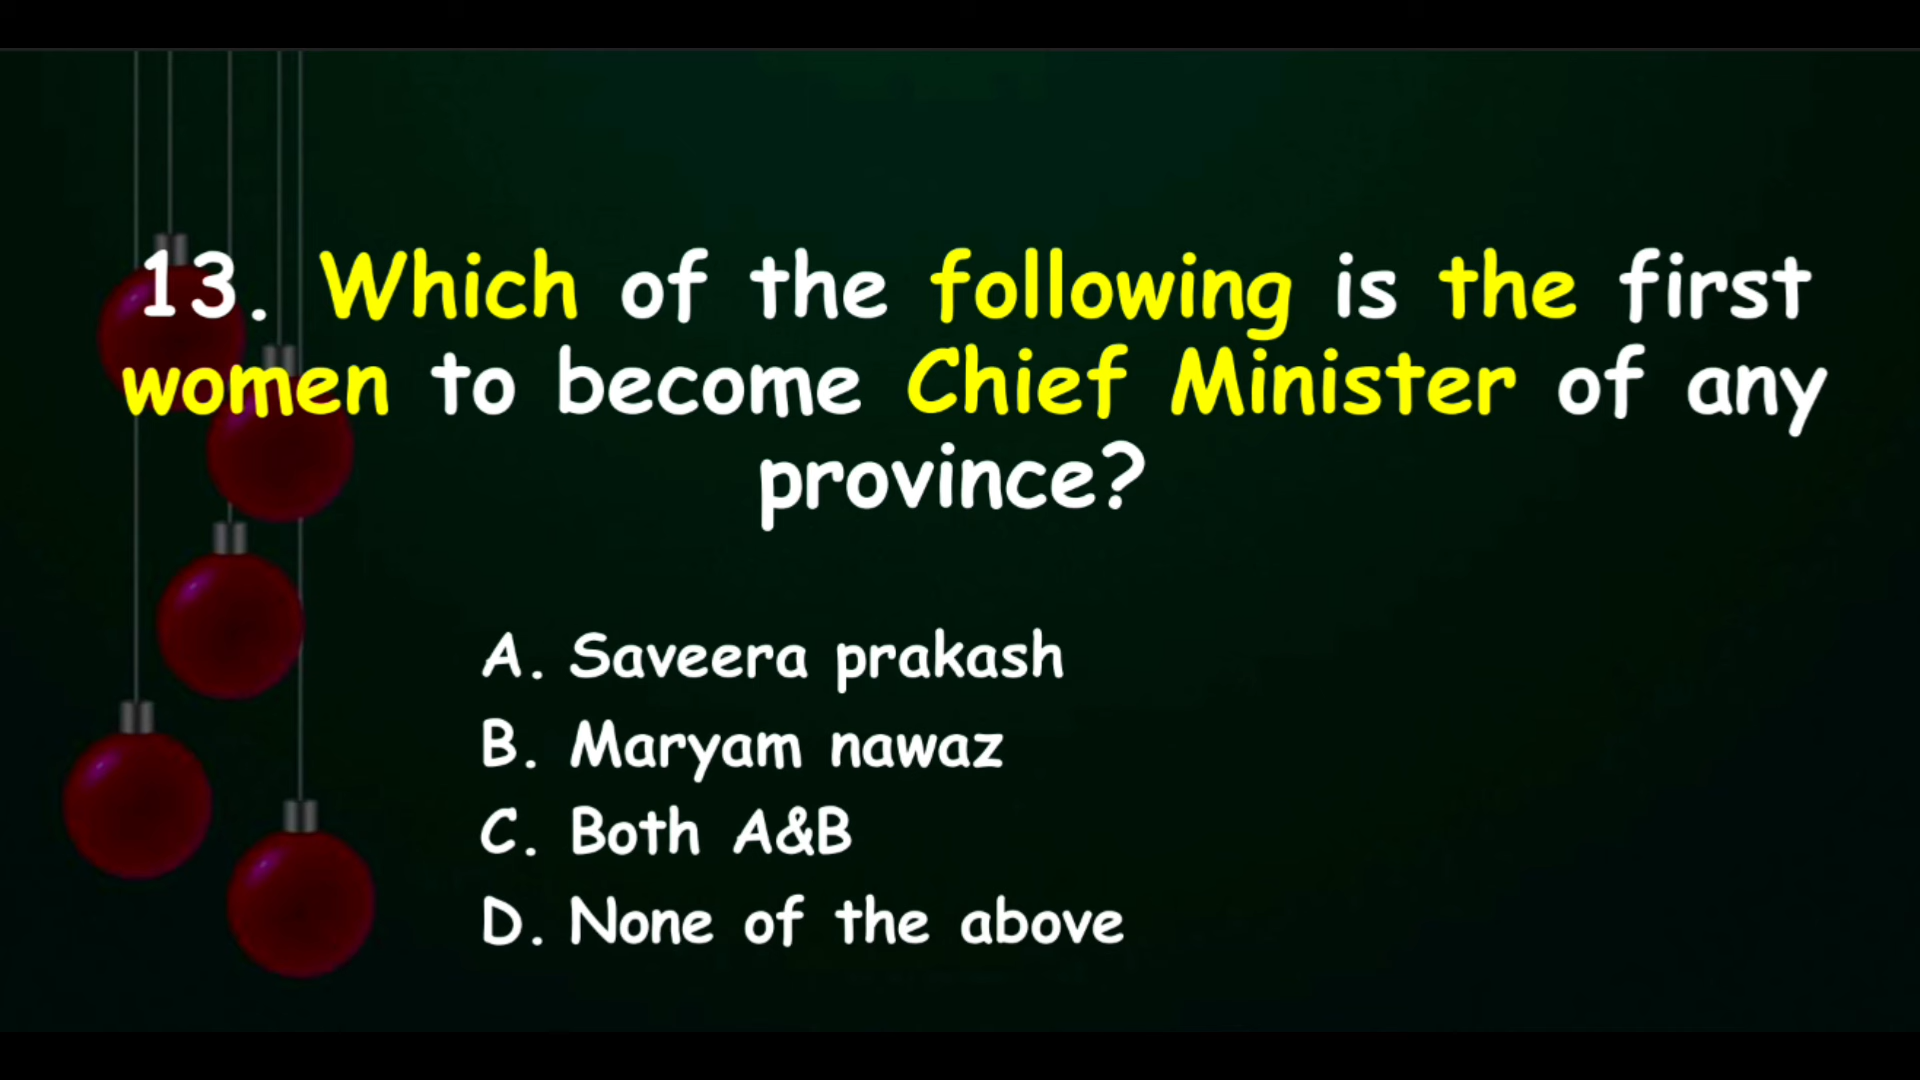 13. Which of the following is the first
women to become Chief Minister of any
province?
A. Saveera prakash
B. Maryam nawaz
C. Both A&B
D. None of the above